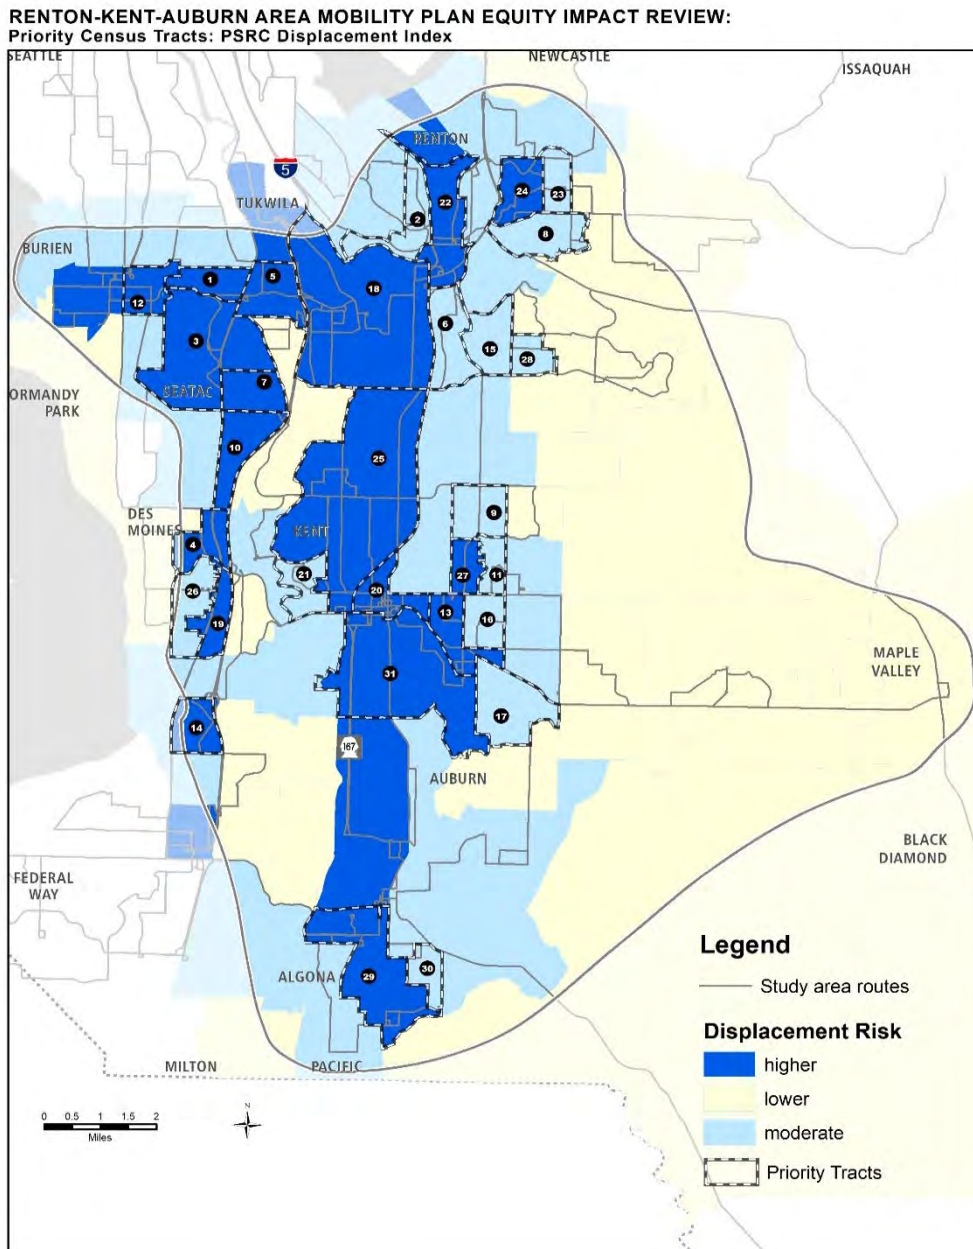 RENTON-KENT-AUBURN AREA MOBILITY PLAN EQUITY IMPACT REVIEW:
Priority Census Tracts: PSRC Displacement Index
SEATTLE
NEWCASTLE
ISSAQUAH
RENTON
5
TUKWILA
24
23
22
2
8
BURIEN
1
5
18
12
6
3
15
28
7
SEATAC
ORMANDY
PARK
10
25
DES
MOINES
9
KENT
4
21
27
11
26
20
13
16
19
MAPLE
VALLEY
31
17
14
167
AUBURN
BLACK
DIAMOND
FEDERAL
WAY
Legend
ALGONA
29
30
Study area routes
Displacement Risk
higher
MILTON
PACIFIC
lower
moderate
Priority Tracts
0 0.5 1 1.5 2
Miles
N